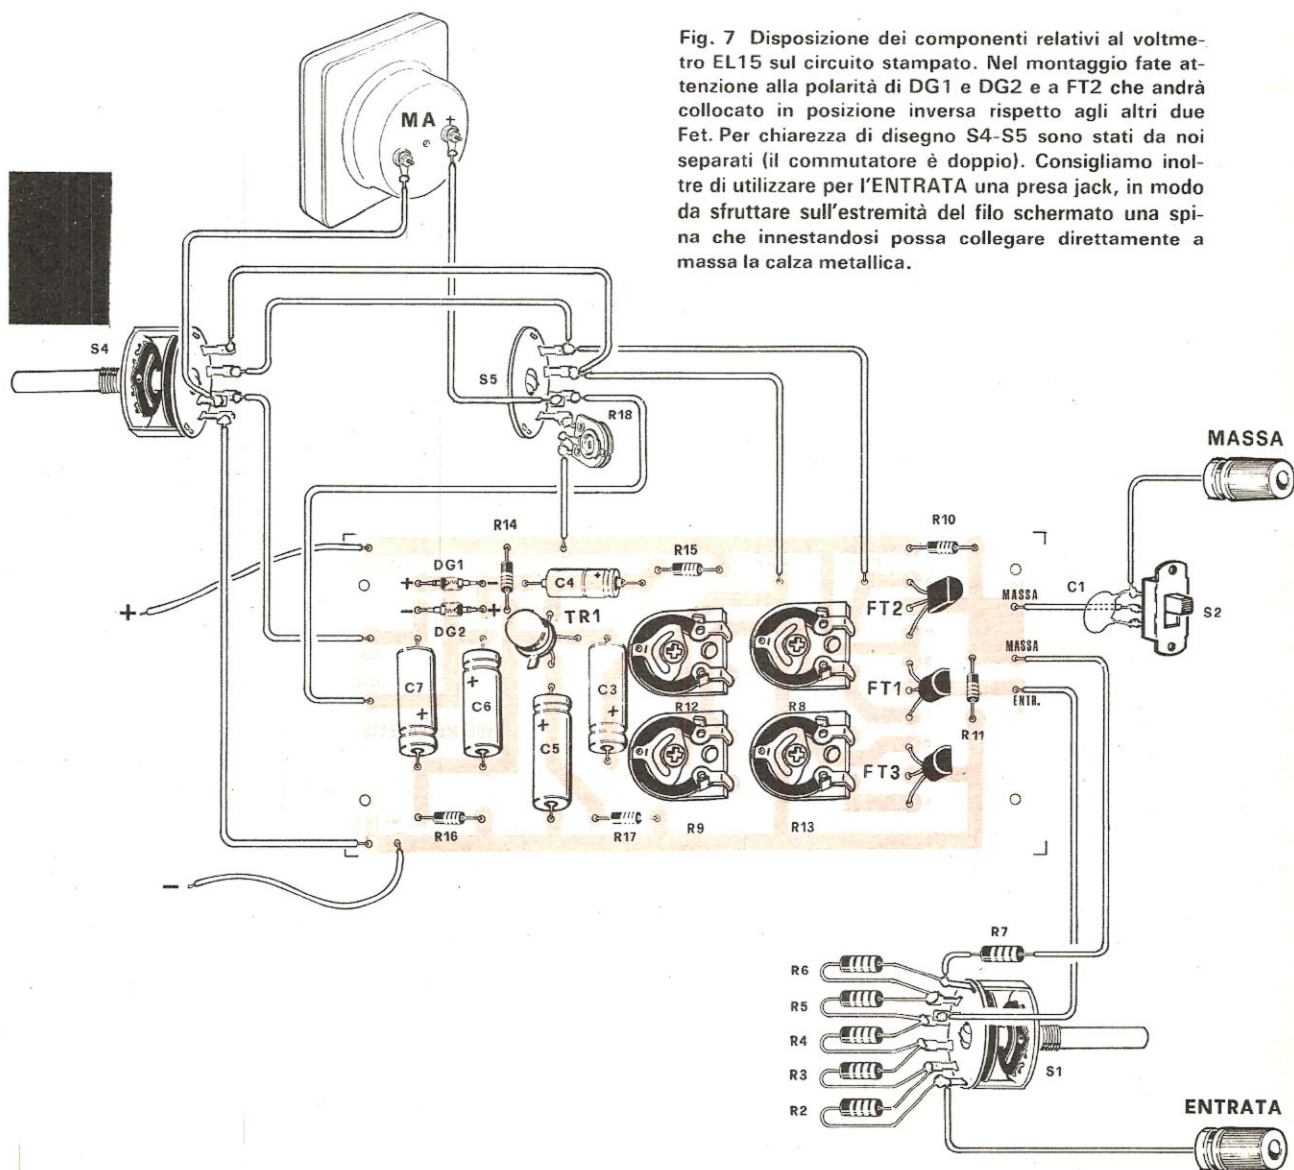 Fig. 7 Disposizione dei componenti relativi al voltme-
tro EL15 sul circuito stampato. Nel montaggio fate at-
tenzione alla polarità di DG1 e DG2 e a FT2 che andrà
collocato in posizione inversa rispetto agli altri due
Fet. Per chiarezza di disegno S4-S5 sono stati da noi
separati (il commutatore è doppio). Consigliamo inol-
tre di utilizzare per l'ENTRATA una presa jack, in modo
da sfruttare sull'estremità del filo schermato una spi-
na che innestandosi possa collegare direttamente a
massa la calza metallica.
MA +
S4
S5
R18
MASSA
R14
R10
R15
DG1
+ -
C4 +
C1
MASSA
FT2
S2
+
- +
DG2
TR1
MASSA
C7
+
C6
+
C5
+
C3
R12
R8
FT1
ENTR.
R11
FT3
R16
R17
R9
R13
-
R7
R6
R5
R4
R3
S1
R2
ENTRATA